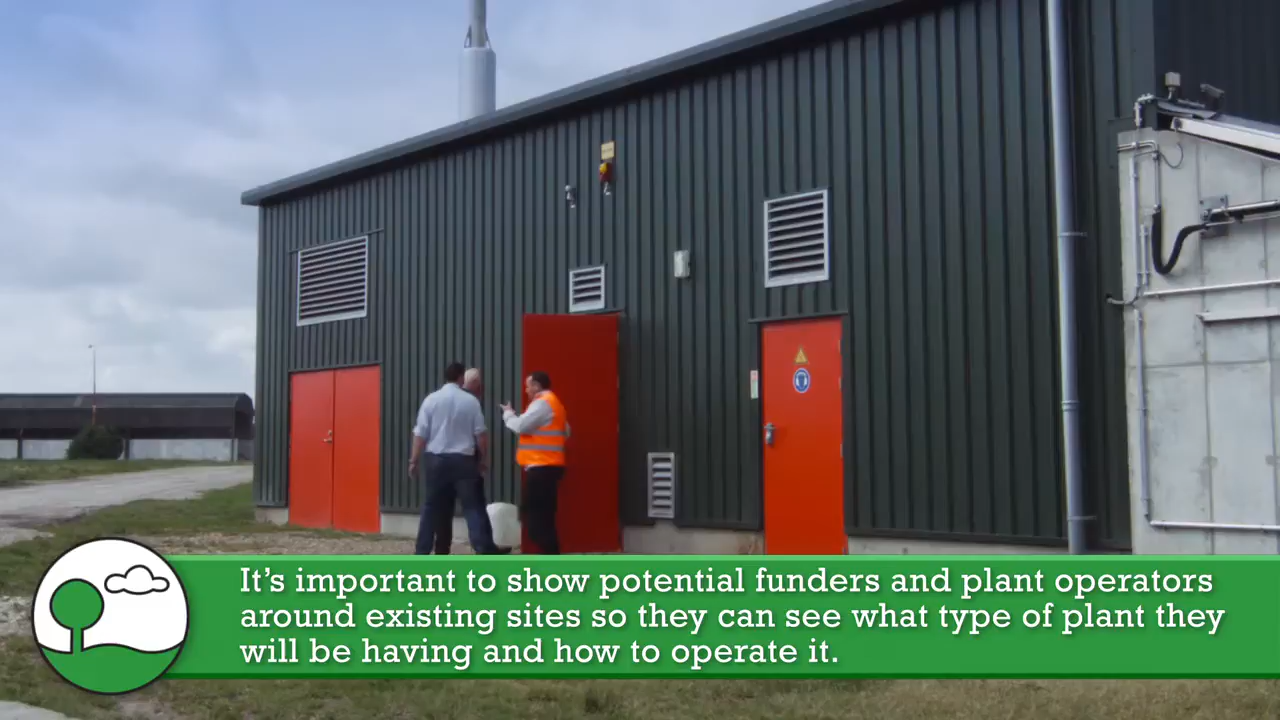 It's important to show potential funders and plant operators
around existing sites so they can see what type of plant they
will be having and how to operate it.